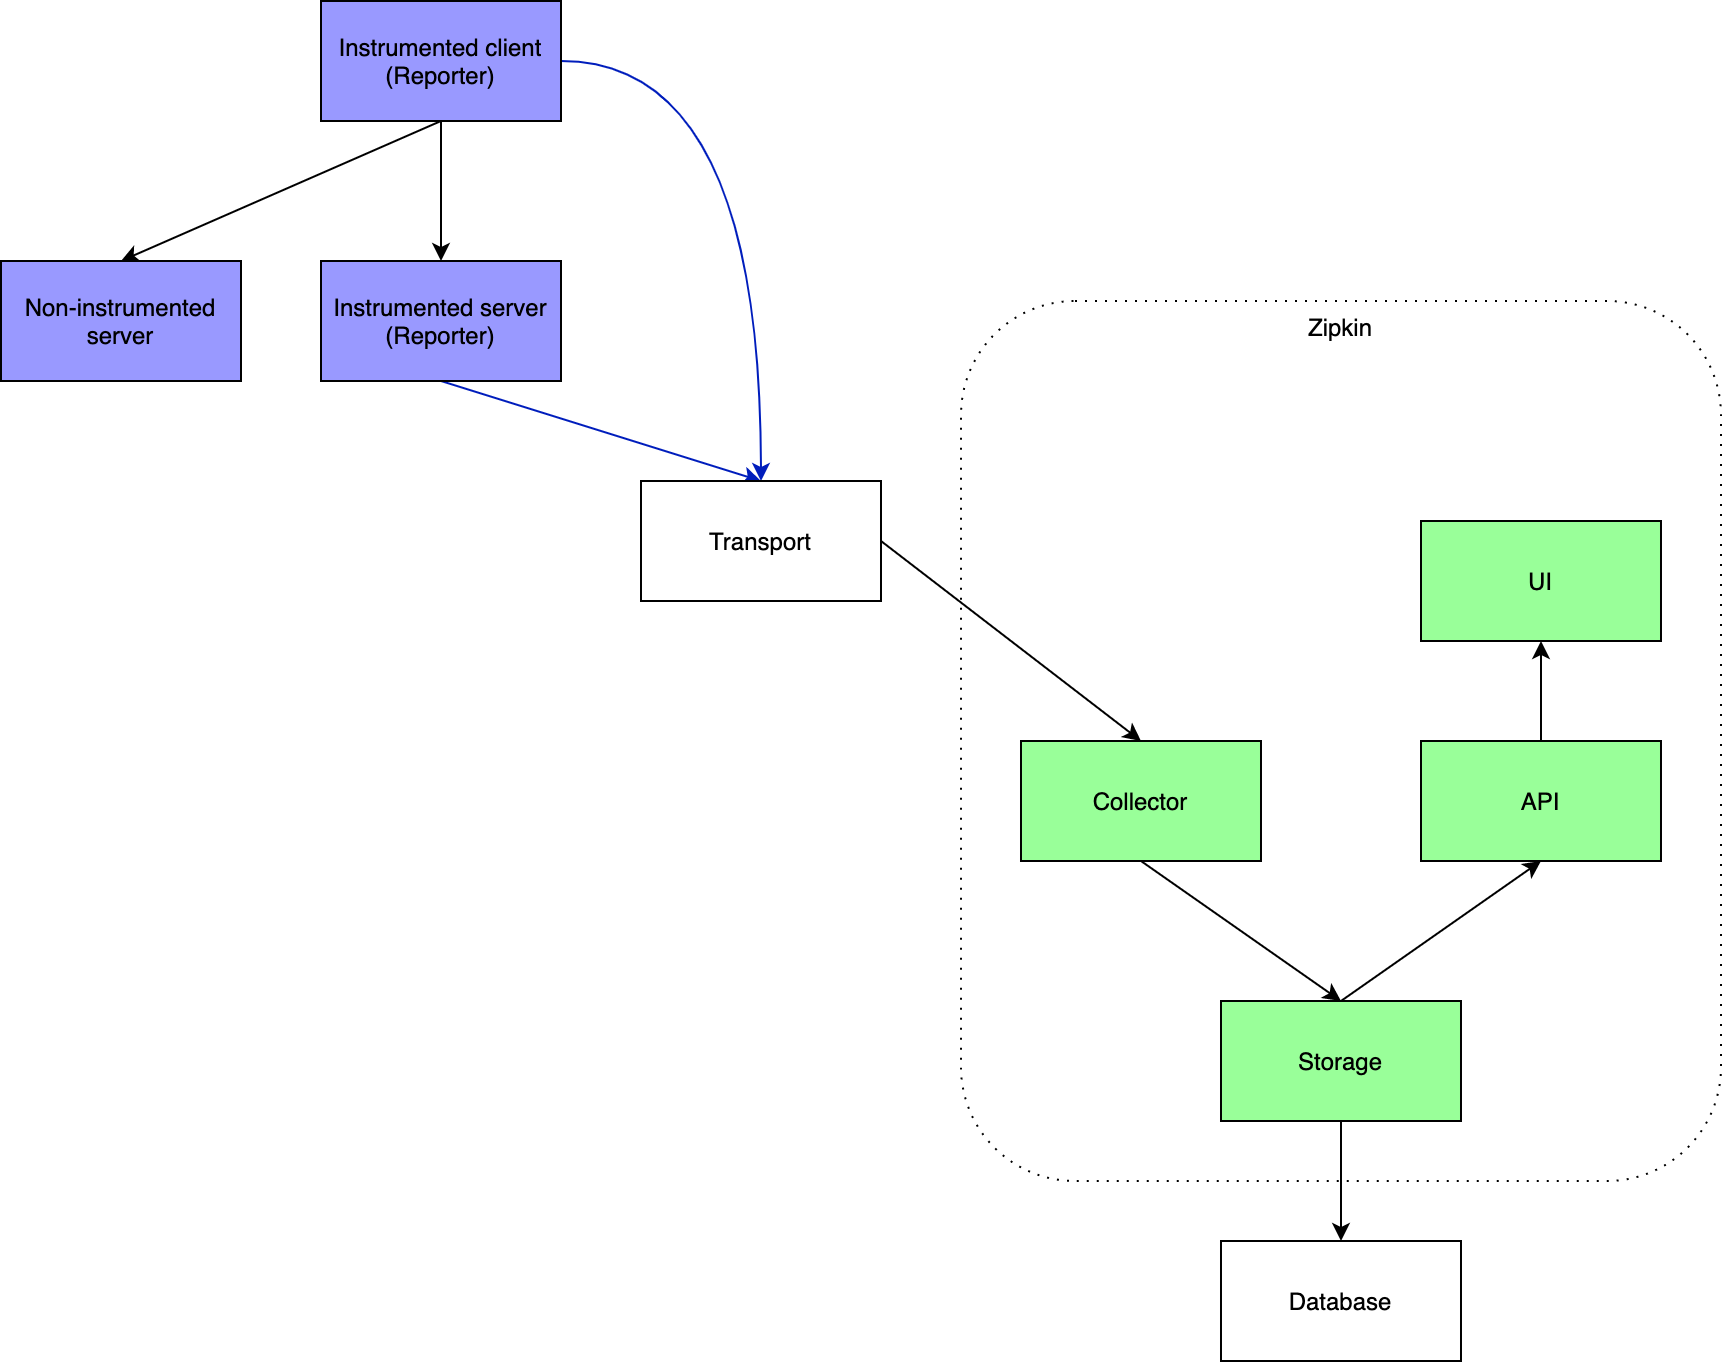 Instrumented client
(Reporter)
Non-instrumented
server
Instrumented server
(Reporter)
Zipkin
Transport
UI
Collector
API
Storage
Database